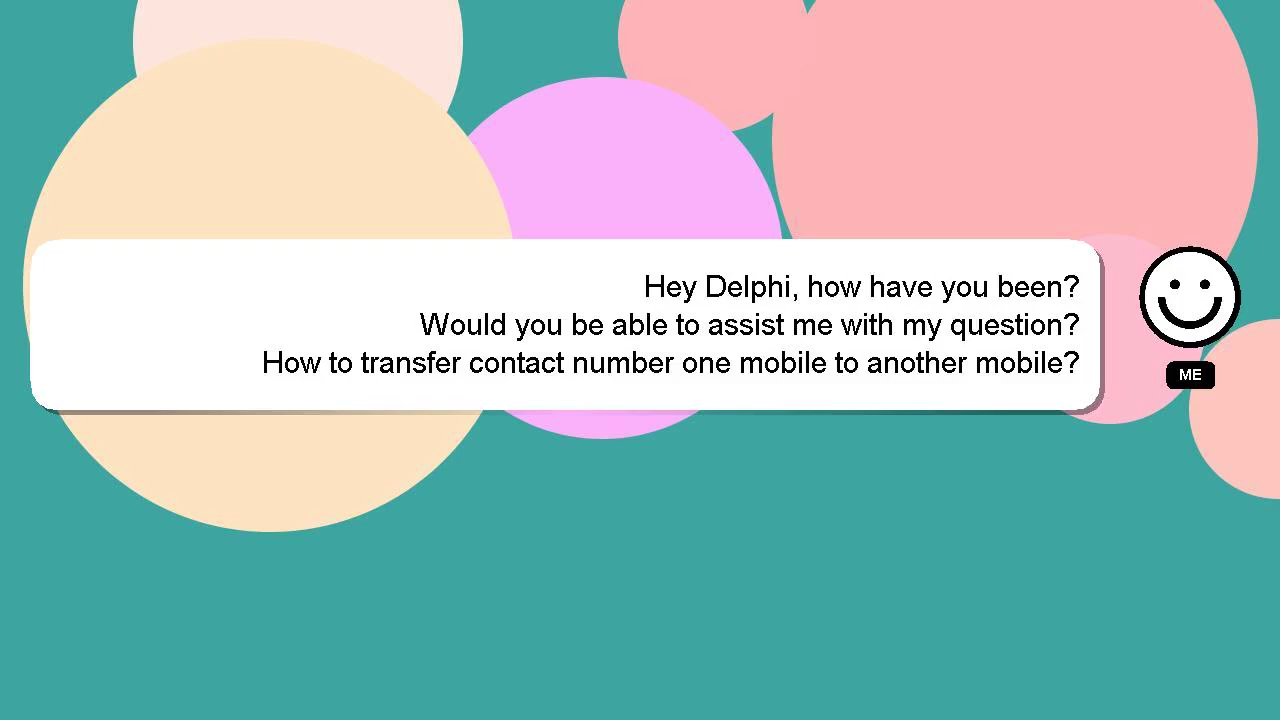 Hey Delphi, how have you been?
Would you be able to assist me with my question?
How to transfer contact number one mobile to another mobile?
ME